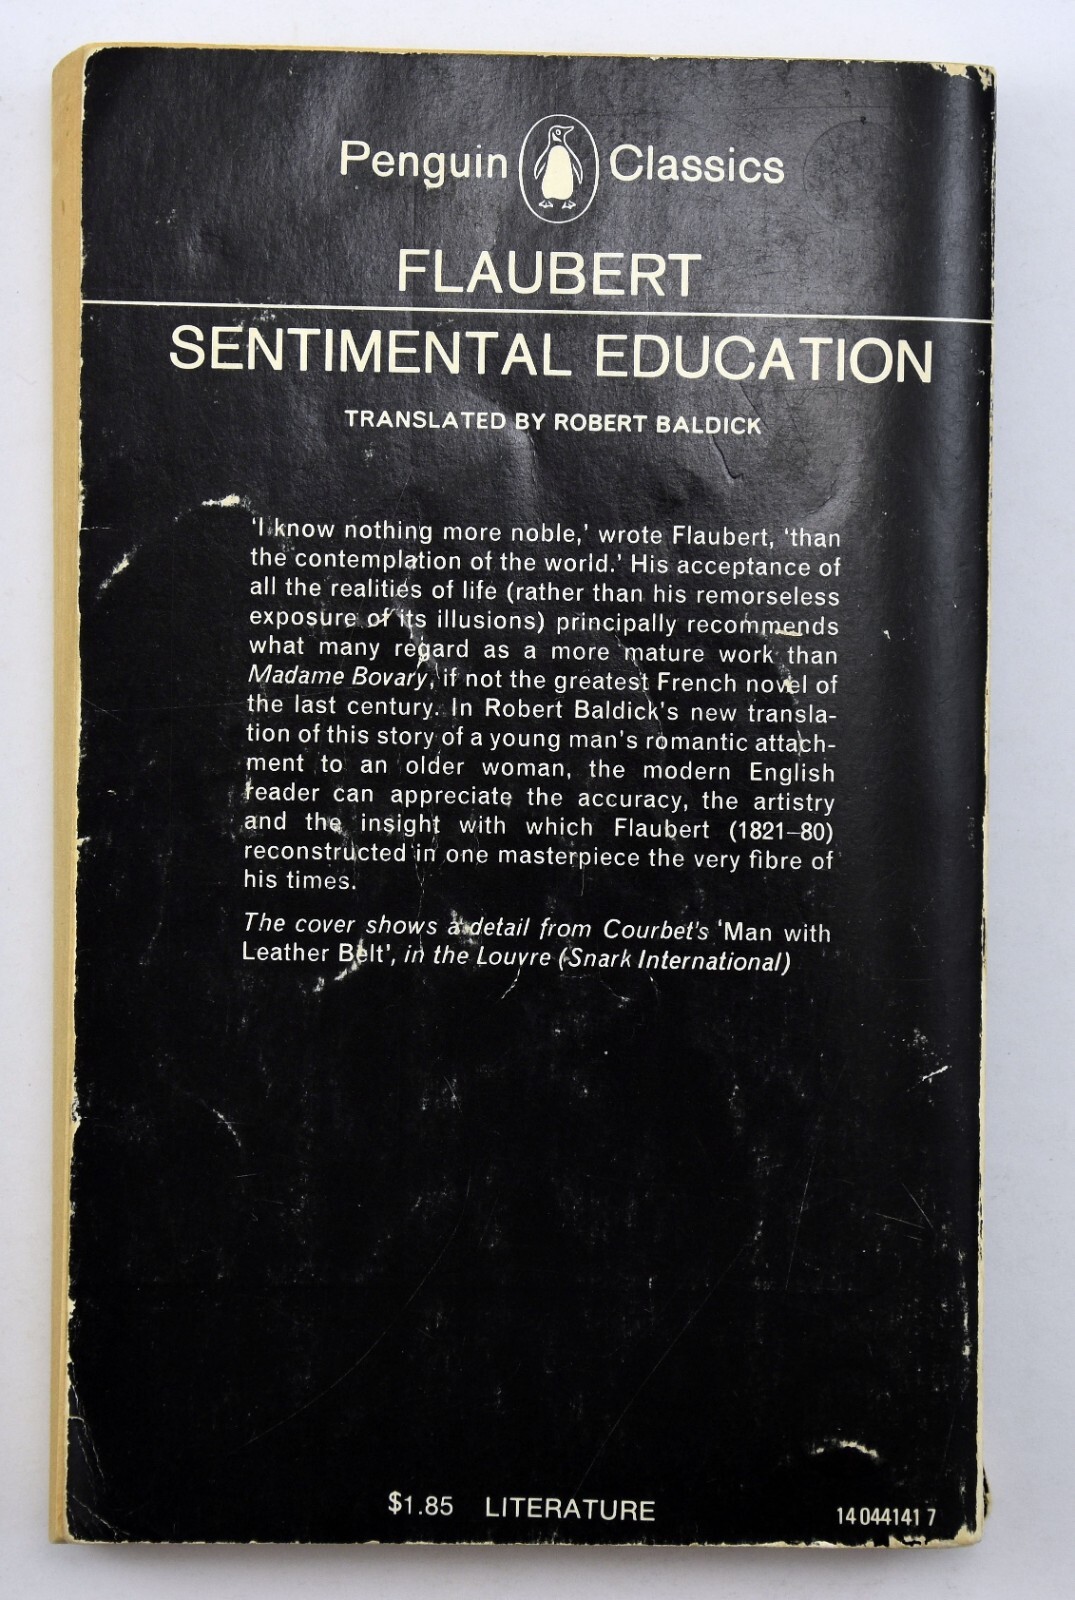 Penguin Classics
FLAUBERT
SENTIMENTAL EDUCATION
TRANSLATED BY ROBERT BALDICK
‘I know nothing more noble,’ wrote Flaubert, ‘than
the contemplation of the world.’ His acceptance of
all the realities of life (rather than his remorseless
exposure of its illusions) principally recommends
what many regard as a more mature work than
Madame Bovary, if not the greatest French novel of
the last century. In Robert Baldick's new transla-
tion of this story of a young man's romantic attach-
ment to an older woman, the modern English
reader can appreciate the accuracy, the artistry
and the insight with which Flaubert (1821–80)
reconstructed in one masterpiece the very fibre of
his times.
The cover shows a detail from Courbet's ‘Man with
Leather Belt’, in the Louvre (Snark International)
$1.85 LITERATURE
14 044141 7